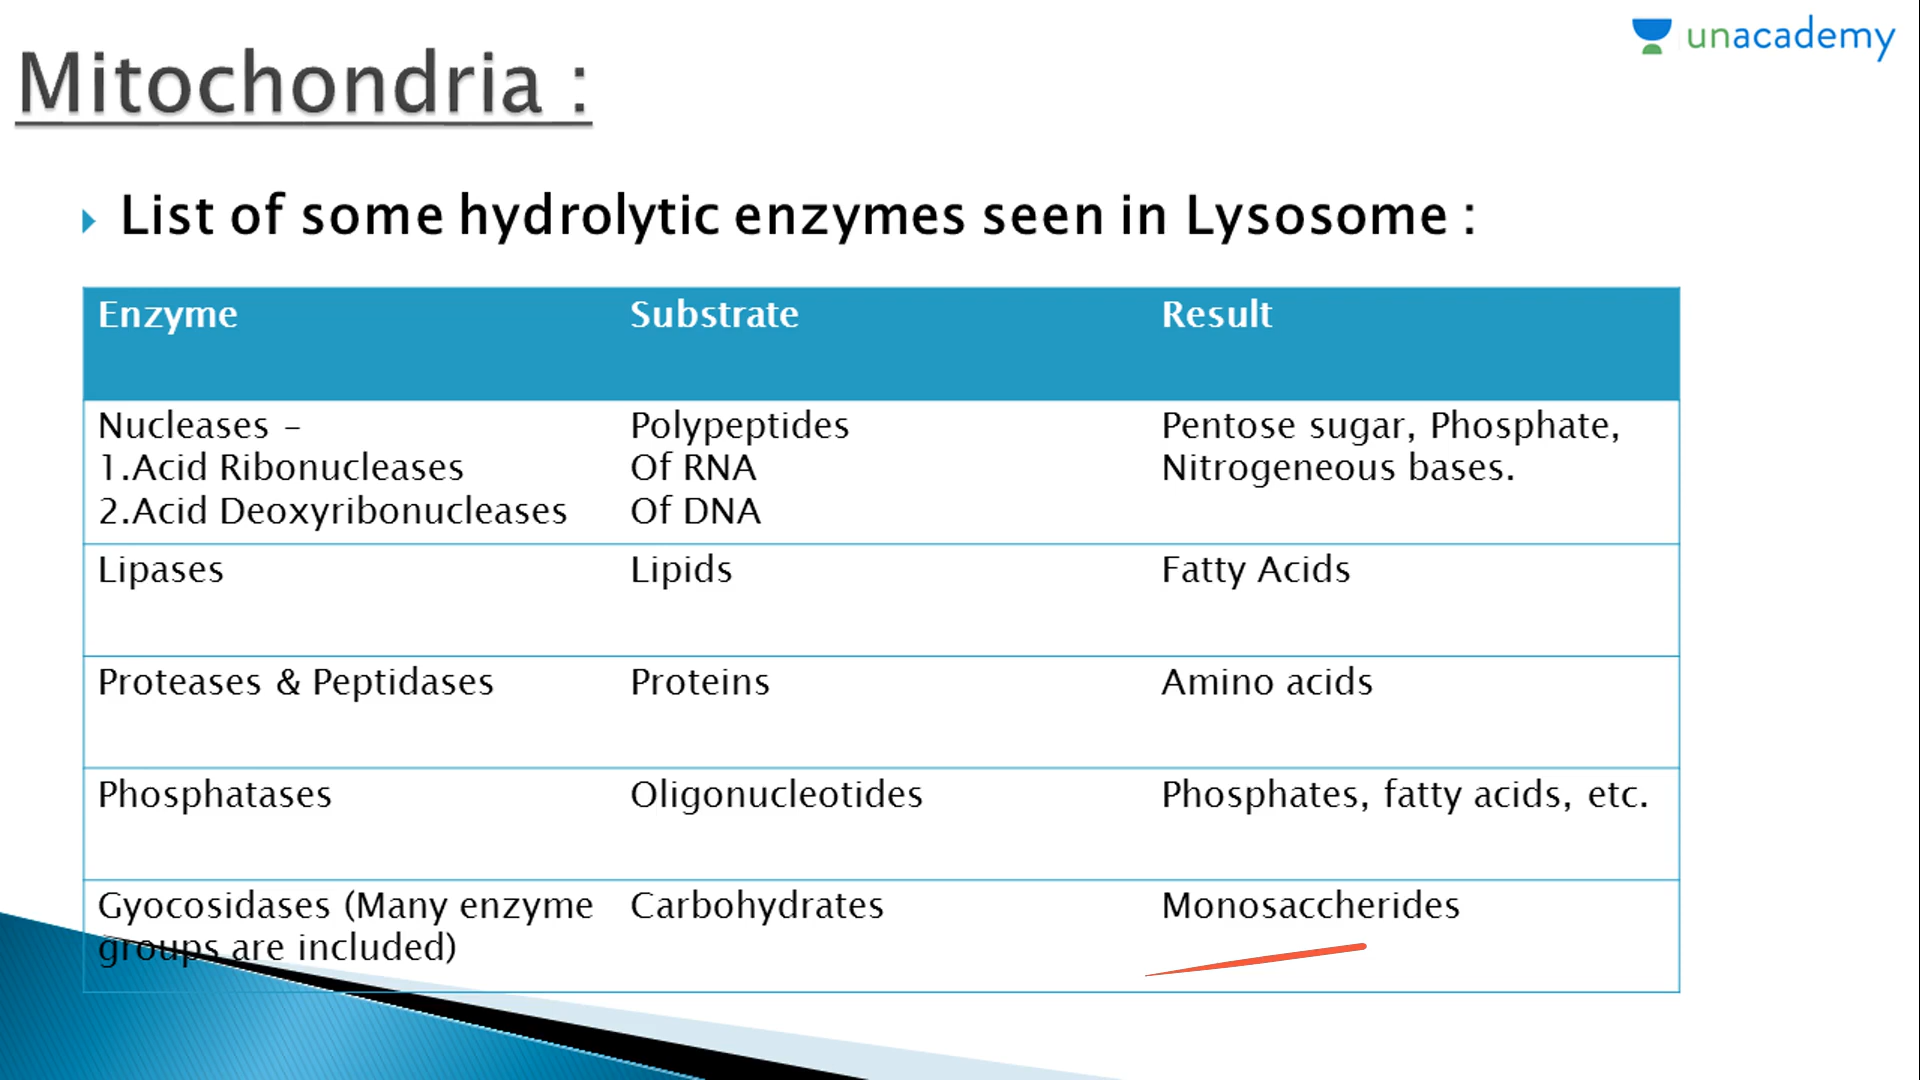 unacademy
Mitochondria :
List of some hydrolytic enzymes seen in Lysosome :
Enzyme Substrate Result
Nucleases – Polypeptides Pentose sugar, Phosphate,
1.Acid Ribonucleases Of RNA Nitrogeneous bases.
2.Acid Deoxyribonucleases Of DNA
Lipases Lipids Fatty Acids
Proteases & Peptidases Proteins Amino acids
Phosphatases Oligonucleotides Phosphates, fatty acids, etc.
Gyocosidases (Many enzyme Carbohydrates Monosaccherides
groups are included)